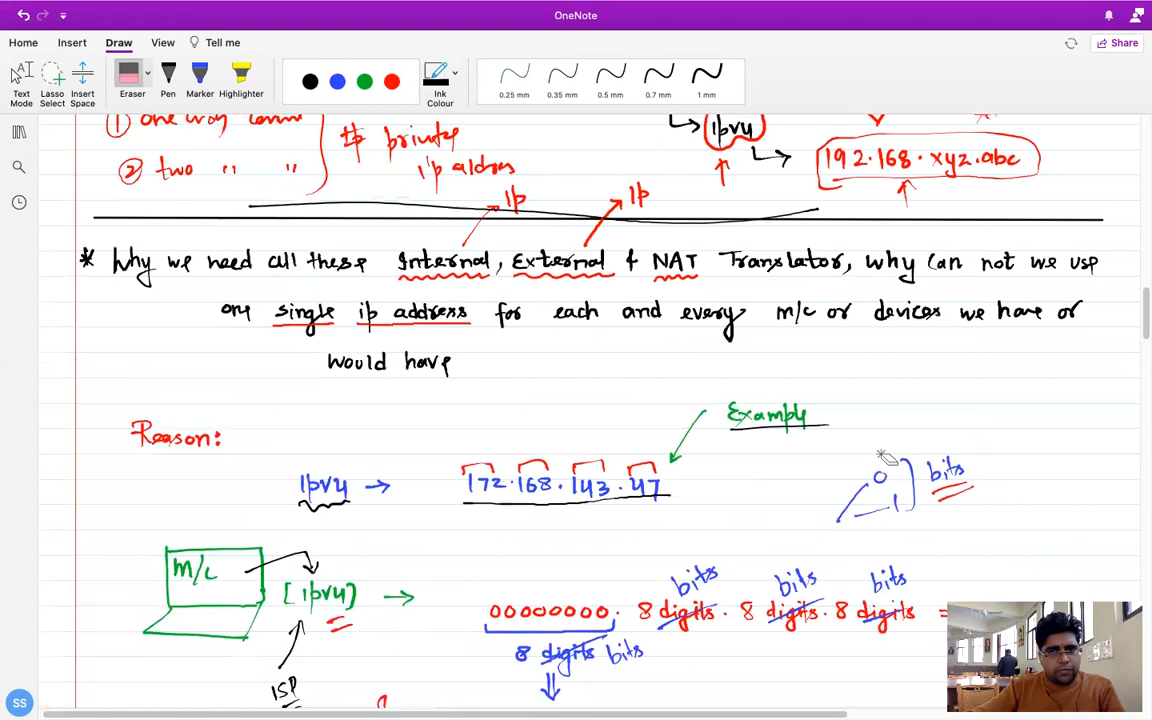 OneNote
Home Insert Draw View Tell me Share
Text Mode Lasso Select Insert Space Eraser Pen Marker Highlighter Ink Colour 0.25 mm 0.35 mm 0.5 mm 0.7 mm 1 mm
① one way
② two " "
private
ip addres
ipv4
192.168.xyz.abc
ip ip
* Why we need all these Internal, External & NAT Translator, why can not we use
one single ip address for each and every m/c or devices we have or
would have
Reason:
Example
ipv4 → 172.168.143.47
0
1
bits
m/c
[ipv4) →
bits bits bits
00000000. 8 digits. 8 digits. 8 digits =
8 digits bits
ISP
SS